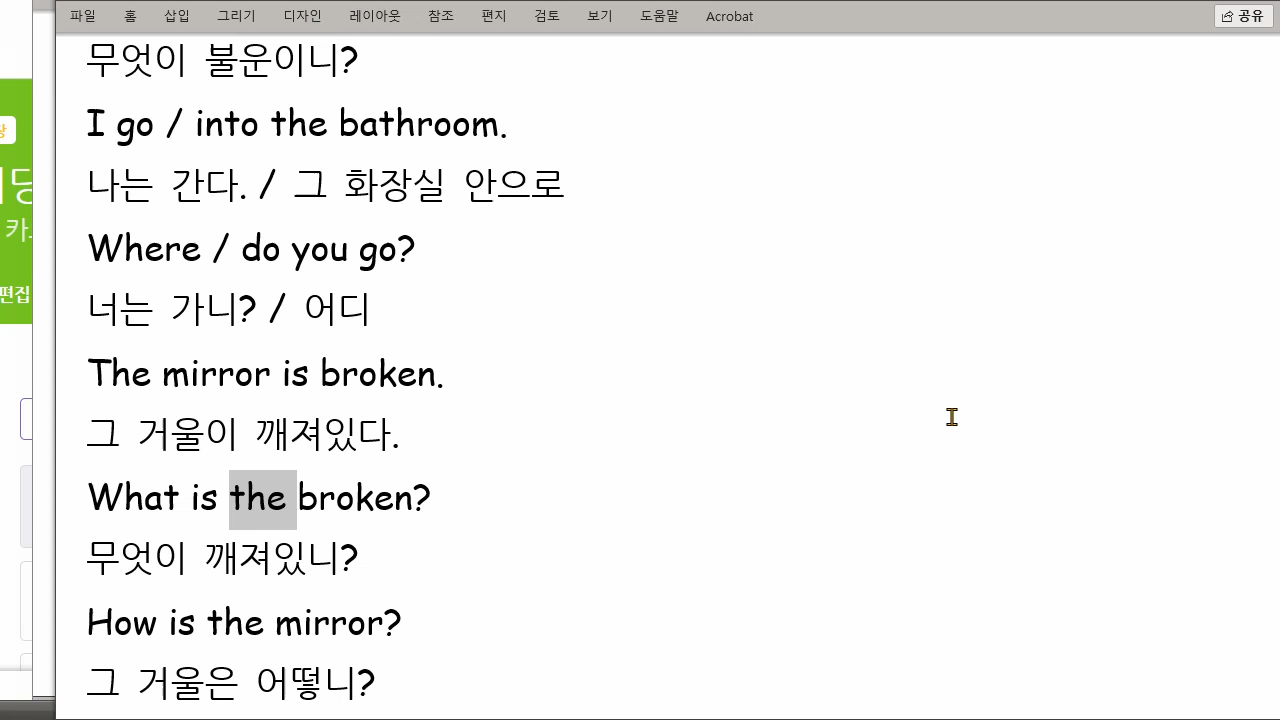 파일 홈 삽입 그리기 디자인 레이아웃 참조 편지 검토 보기 도움말 Acrobat 공유
무엇이 불운이니?
I go / into the bathroom.
나는 간다. / 그 화장실 안으로
Where / do you go?
너는 가니? / 어디
The mirror is broken.
그 거울이 깨져있다.
What is the broken?
무엇이 깨져있니?
How is the mirror?
그 거울은 어떻니?
카
편집